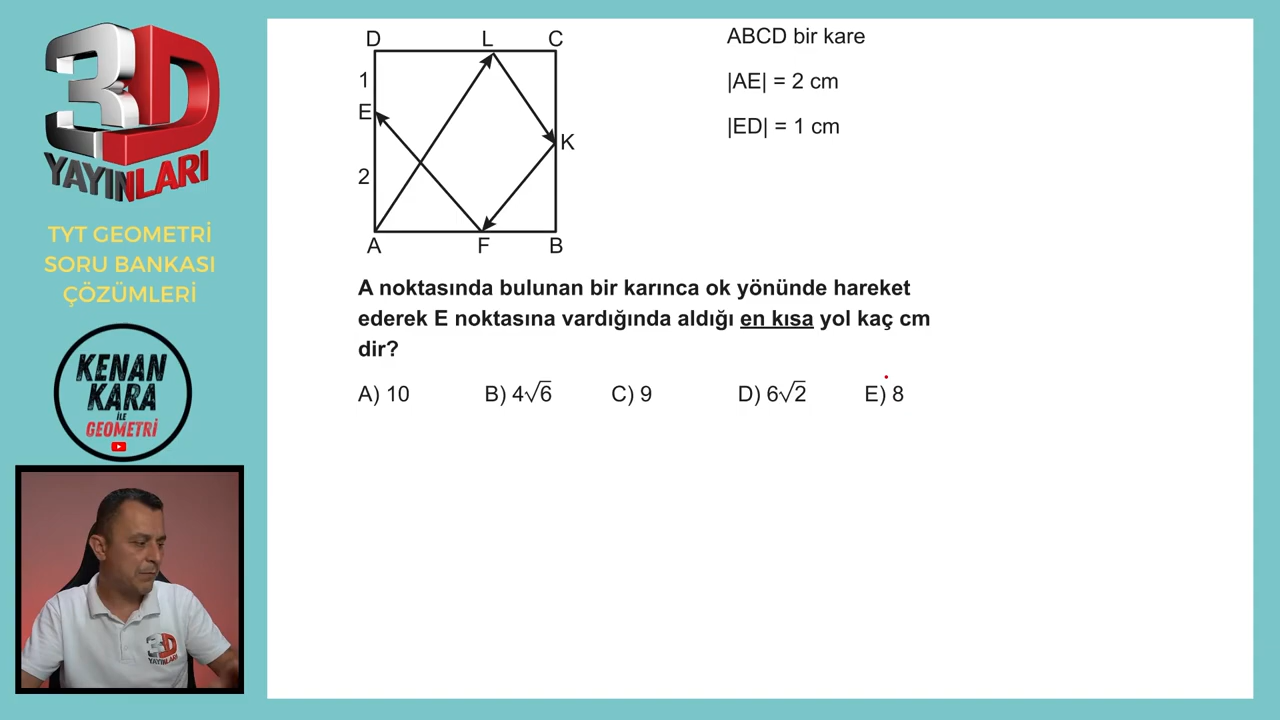 3D
YAYINLARI
TYT GEOMETRİ
SORU BANKASI
ÇÖZÜMLERİ
KENAN
KARA
İLE
GEOMETRİ
3D
YAYINLARI
D L C
1
E
K
2
A F B
ABCD bir kare
|AE| = 2 cm
|ED| = 1 cm
A noktasında bulunan bir karınca ok yönünde hareket
ederek E noktasına vardığında aldığı en kısa yol kaç cm
dir?
A) 10 B) 4√6 C) 9 D) 6√2 E) 8